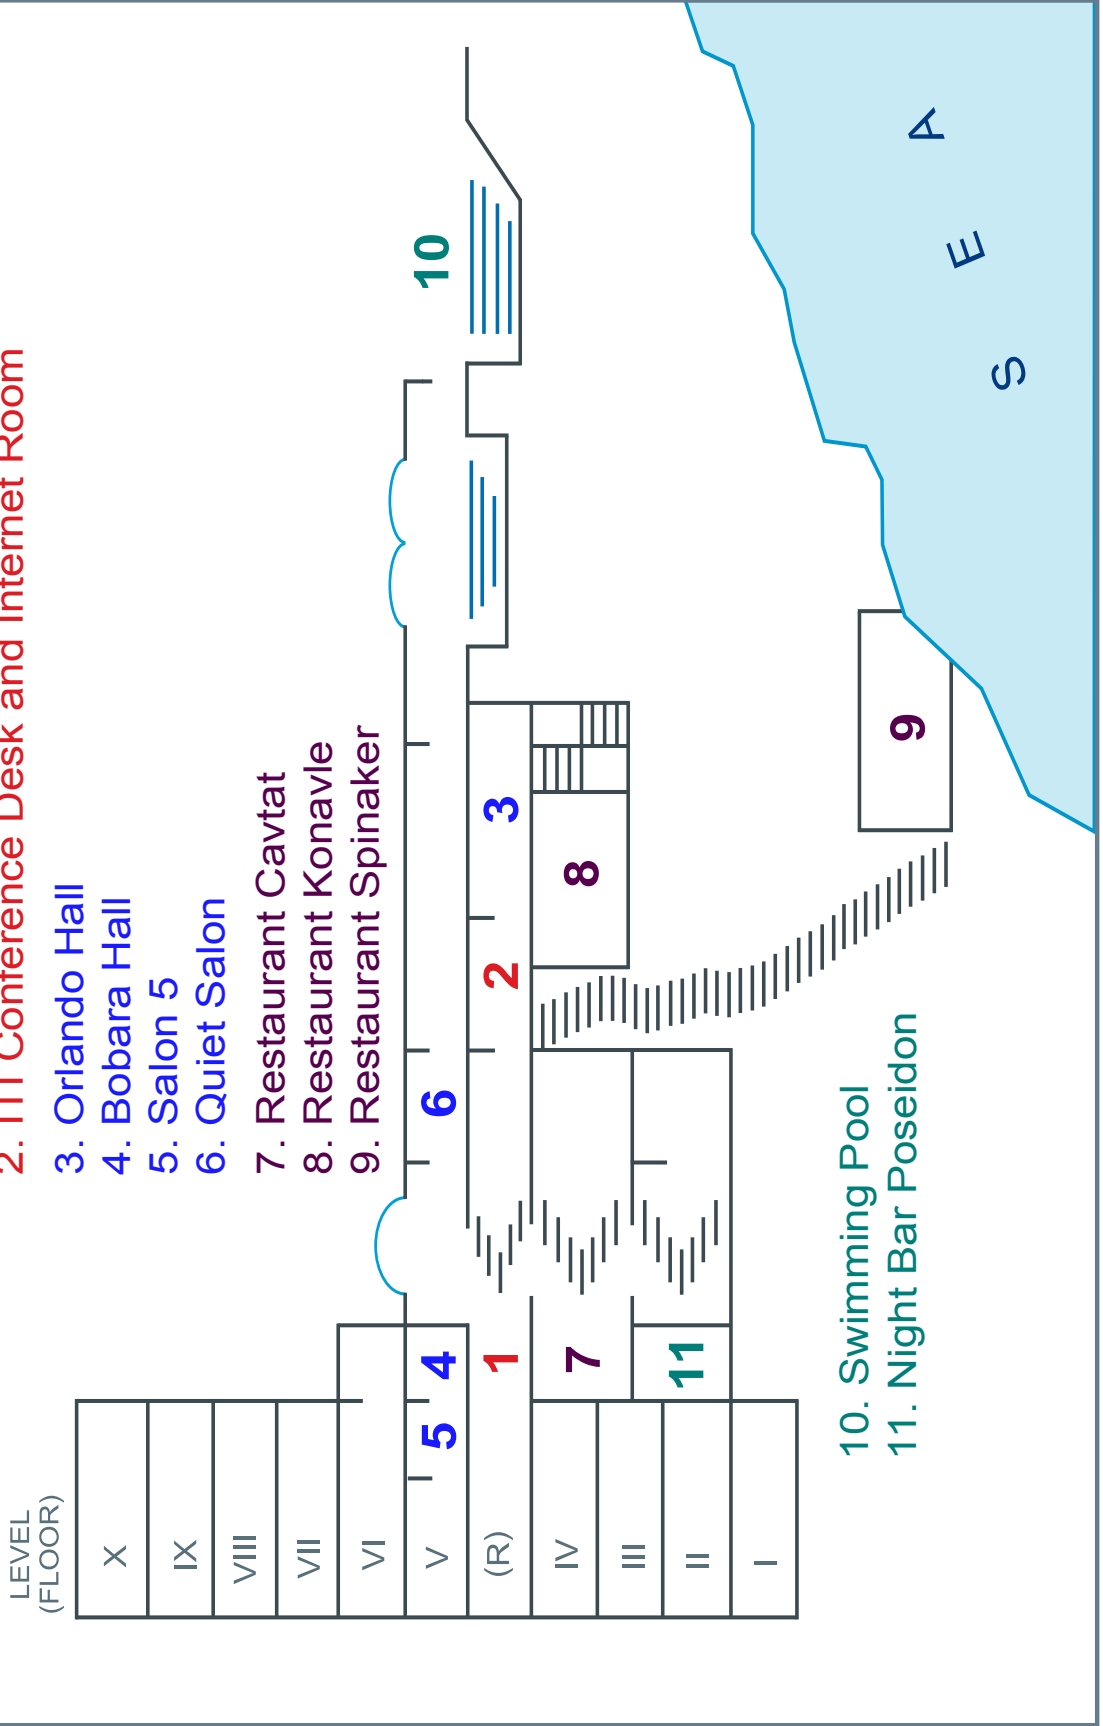 2. ITI Conference Desk and Internet Room
3. Orlando Hall
4. Bobara Hall
5. Salon 5
6. Quiet Salon
7. Restaurant Cavtat
8. Restaurant Konavle
9. Restaurant Spinaker
LEVEL
(FLOOR)
X
IX
VIII
VII
VI
V 5 4 6 10
(R) 1 2 3
IV 7 8
III
II 11
I
9
S E A
10. Swimming Pool
11. Night Bar Poseidon